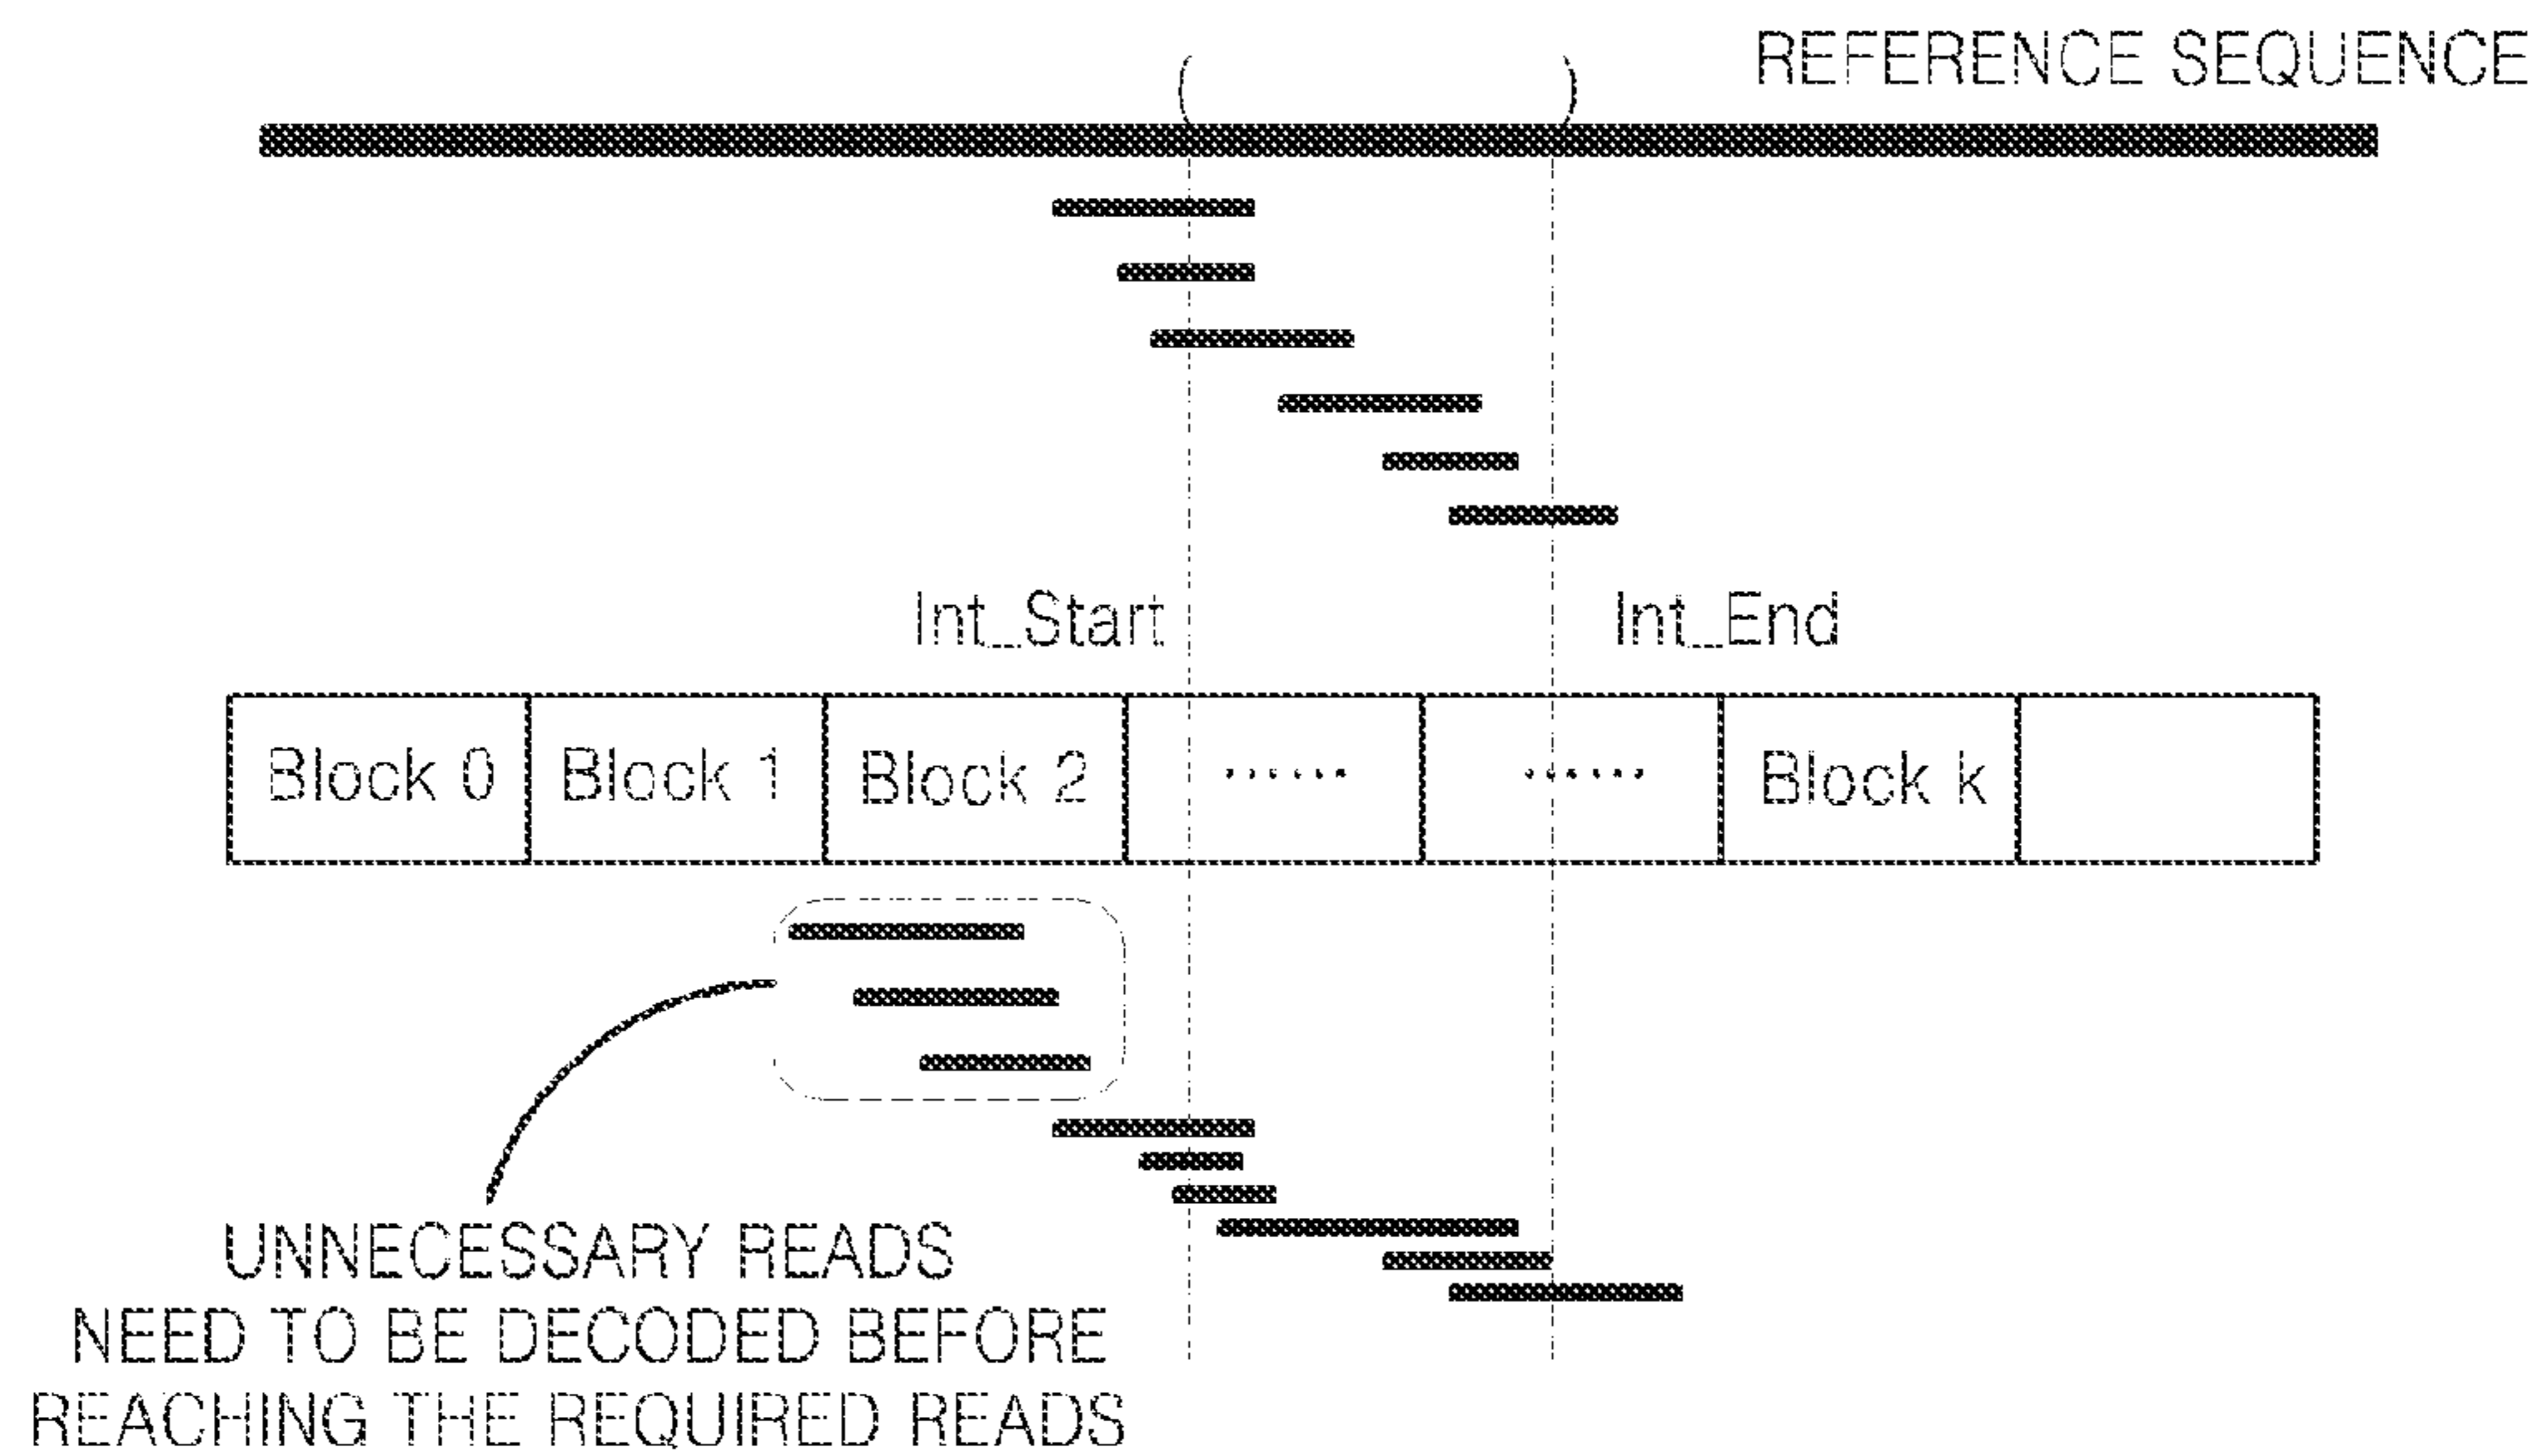 REFERENCE SEQUENCE
Int_Start
Int_End
Block 0
Block 1
Block 2
......
......
Block k
UNNECESSARY READS
NEED TO BE DECODED BEFORE
REACHING THE REQUIRED READS